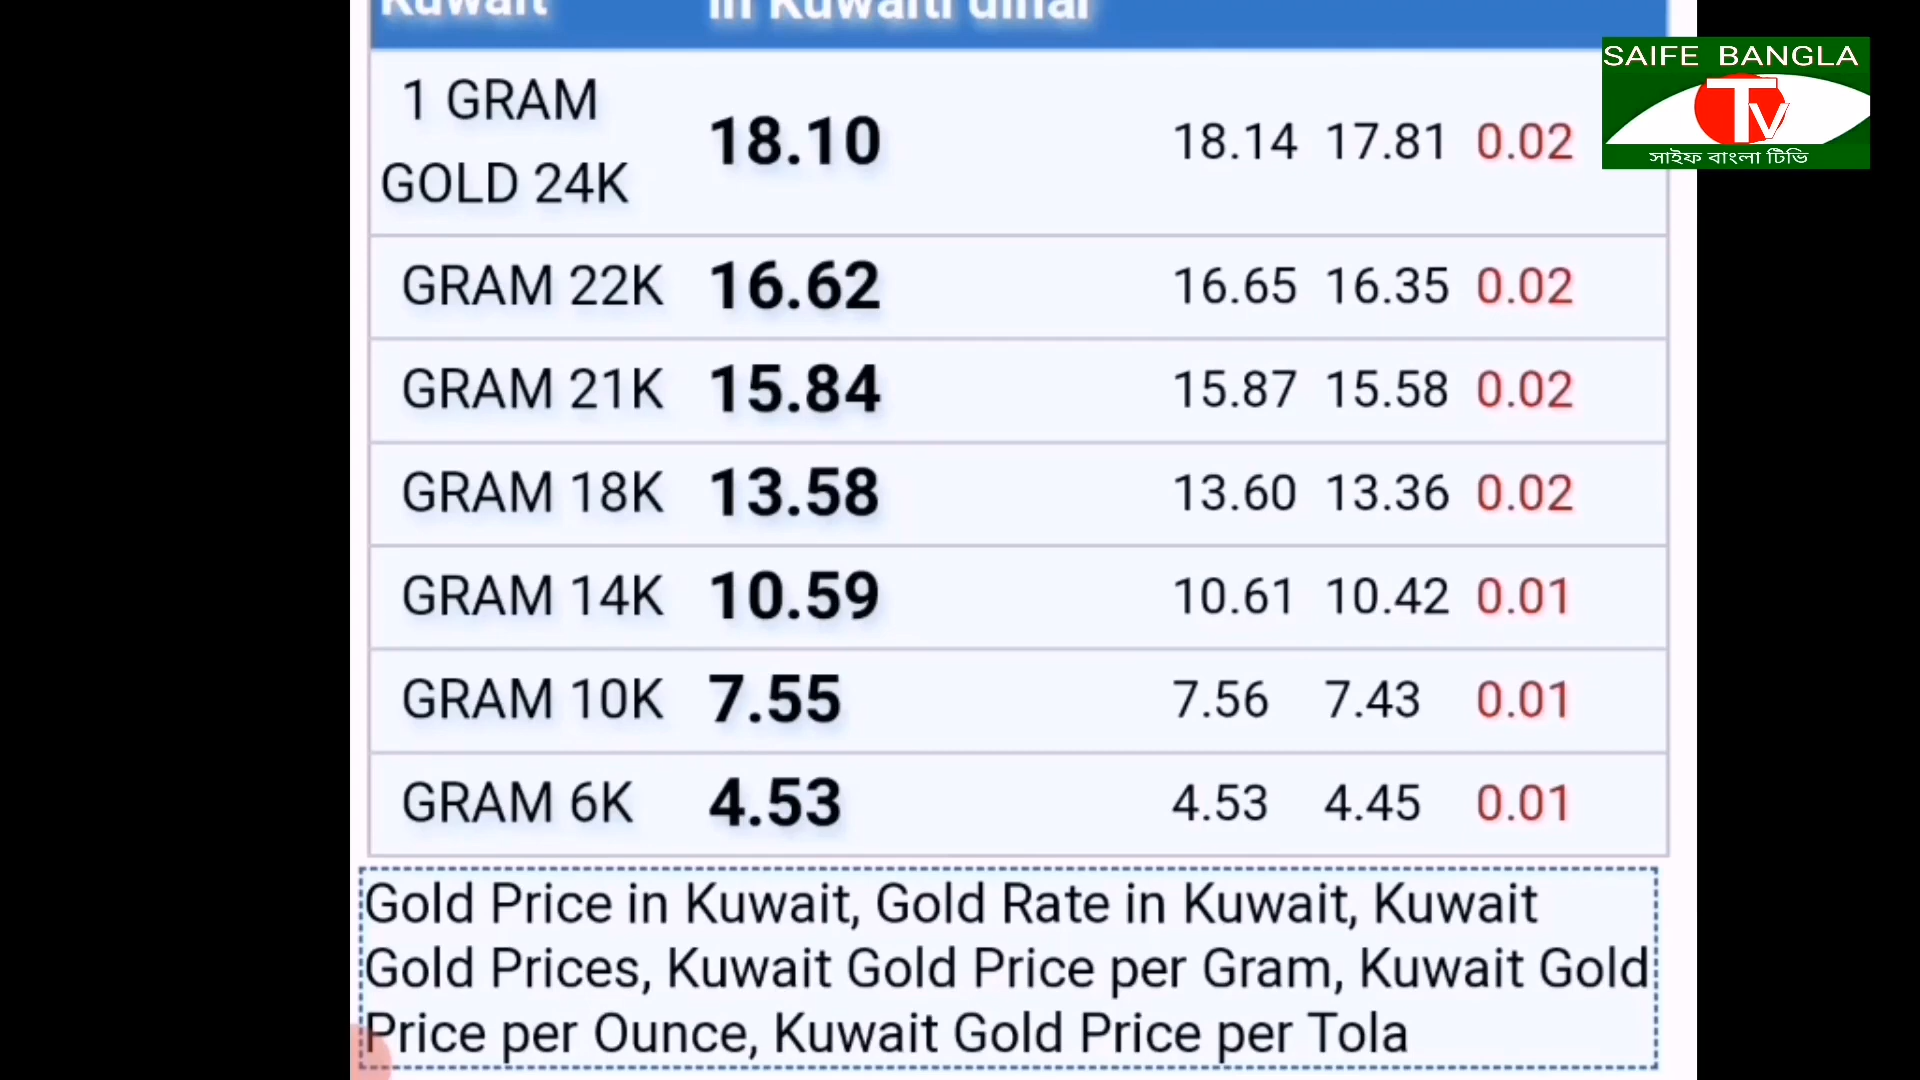 Kuwait in Kuwaiti dinar
SAIFE BANGLA
TV
সাইফ বাংলা টিভি
1 GRAM
GOLD 24K 18.10 18.14 17.81 0.02
GRAM 22K 16.62 16.65 16.35 0.02
GRAM 21K 15.84 15.87 15.58 0.02
GRAM 18K 13.58 13.60 13.36 0.02
GRAM 14K 10.59 10.61 10.42 0.01
GRAM 10K 7.55 7.56 7.43 0.01
GRAM 6K 4.53 4.53 4.45 0.01
Gold Price in Kuwait, Gold Rate in Kuwait, Kuwait
Gold Prices, Kuwait Gold Price per Gram, Kuwait Gold
Price per Ounce, Kuwait Gold Price per Tola